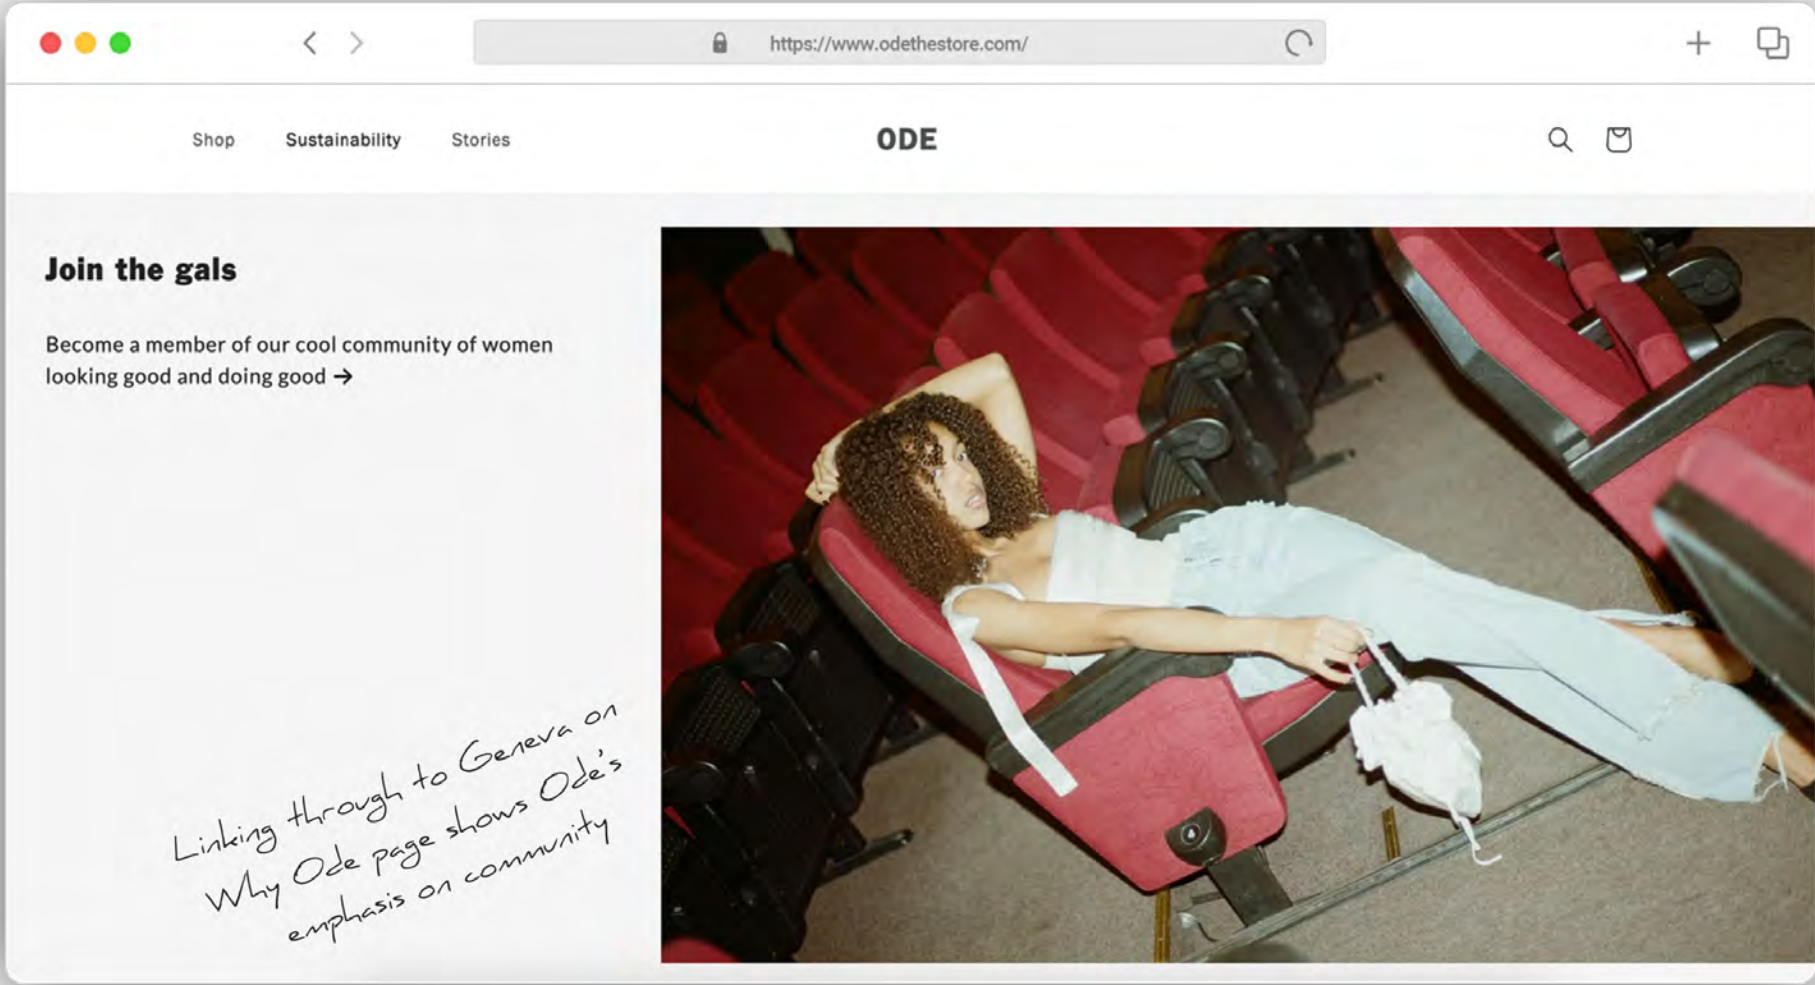 https://www.odethestore.com/
Shop Sustainability Stories
ODE
Join the gals
Become a member of our cool community of women
looking good and doing good →
Linking through to Geneva on
Why Ode page shows Ode's
emphasis on community